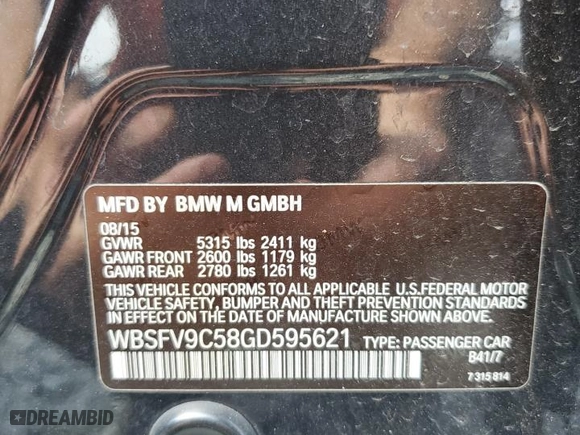 MFD BY BMW M GMBH
08/15
GVWR 5315 lbs 2411 kg
GAWR FRONT 2600 lbs 1179 kg
GAWR REAR 2780 lbs 1261 kg
THIS VEHICLE CONFORMS TO ALL APPLICABLE U.S.FEDERAL MOTOR
VEHICLE SAFETY, BUMPER AND THEFT PREVENTION STANDARDS
IN EFFECT ON THE DATE OF MANUFACTURE SHOWN ABOVE.
WBSFV9C58GD595621 TYPE: PASSENGER CAR
B41/7
7 315 814
DREAMBID